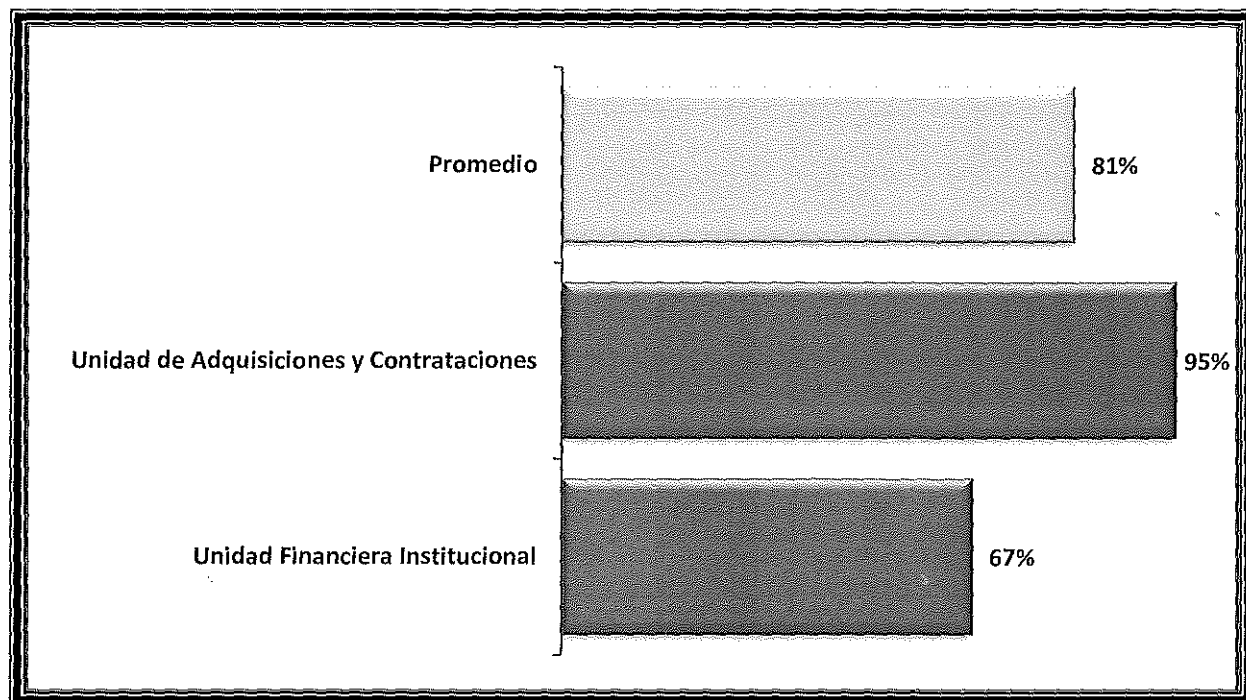 Promedio
81%
Unidad de Adquisiciones y Contrataciones
95%
Unidad Financiera Institucional
67%